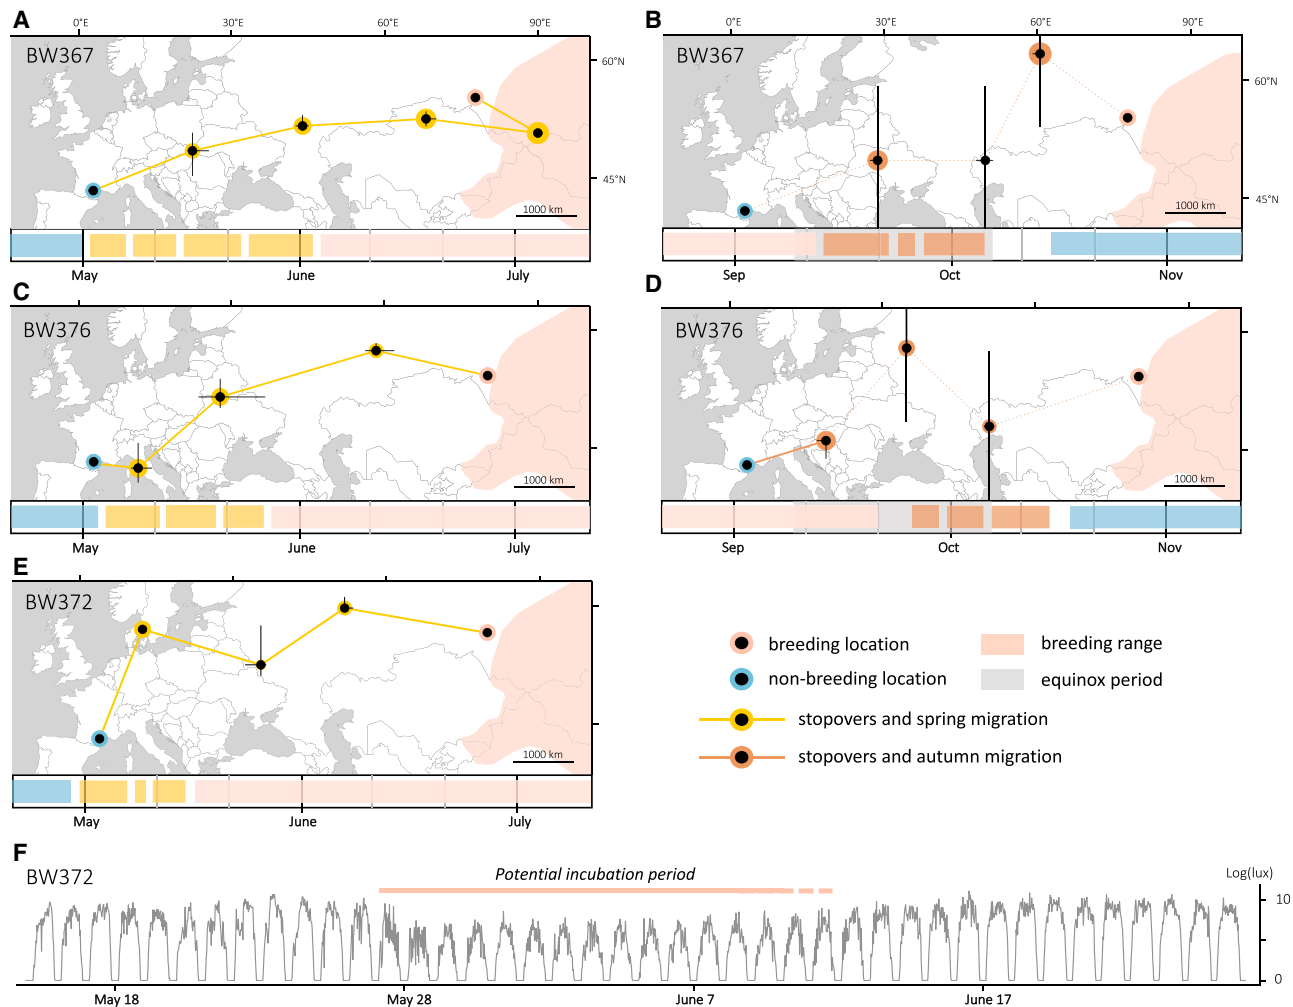 A
0°E 30°E 60°E 90°E
BW367
60°N
45°N
1000 km
May June July
B
0°E 30°E 60°E 90°E
BW367
60°N
45°N
1000 km
Sep Oct Nov
C
BW376
1000 km
May June July
D
BW376
1000 km
Sep Oct Nov
E
BW372
1000 km
May June July
breeding location
breeding range
non-breeding location
equinox period
stopovers and spring migration
stopovers and autumn migration
F
BW372
Potential incubation period
Log(lux)
10
0
May 18 May 28 June 7 June 17